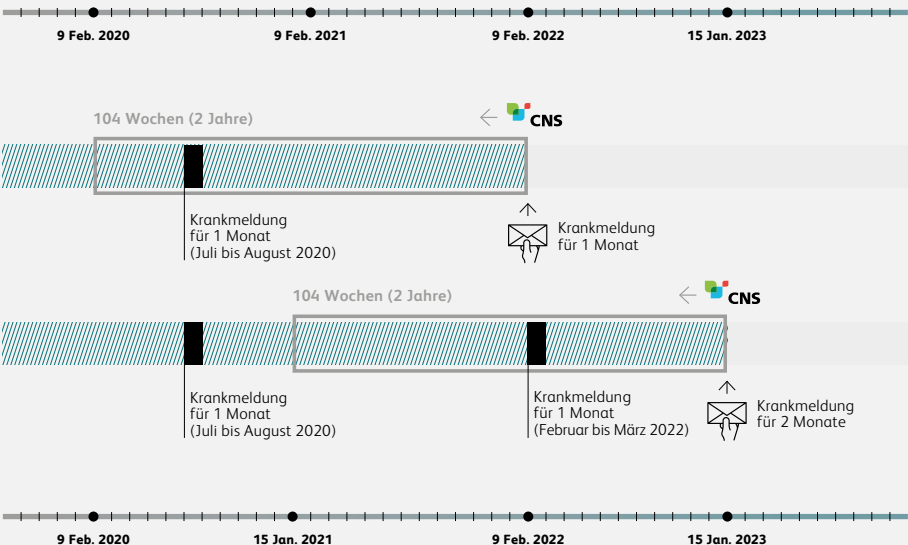 9 Feb. 2020
9 Feb. 2021
9 Feb. 2022
15 Jan. 2023
104 Wochen (2 Jahre)
CNS
Krankmeldung
für 1 Monat
(Juli bis August 2020)
Krankmeldung
für 1 Monat
104 Wochen (2 Jahre)
CNS
Krankmeldung
für 1 Monat
(Juli bis August 2020)
Krankmeldung
für 1 Monat
(Februar bis März 2022)
Krankmeldung
für 2 Monate
9 Feb. 2020
15 Jan. 2021
9 Feb. 2022
15 Jan. 2023